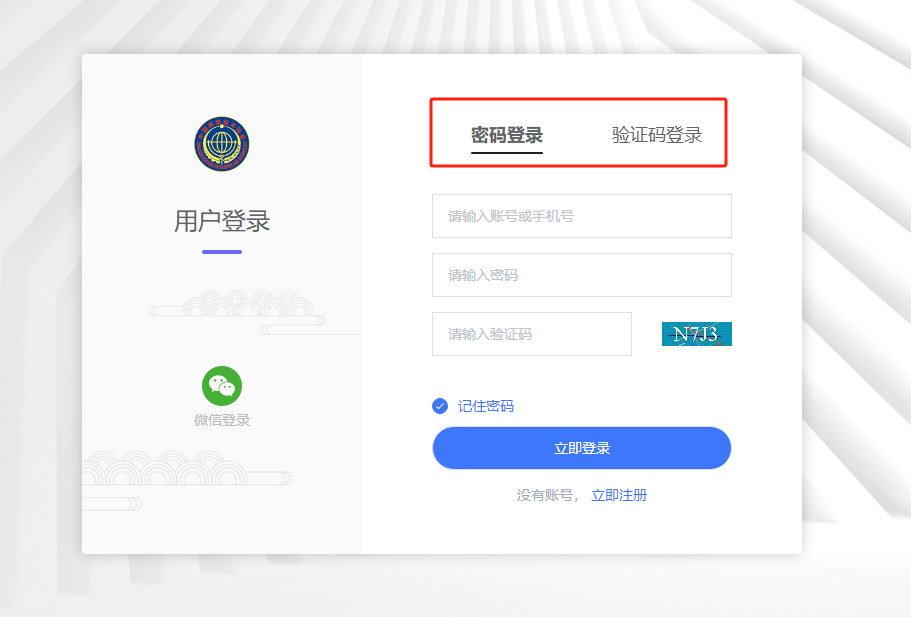 用户登录
微信登录
密码登录 验证码登录
请输入账号或手机号
请输入密码
请输入验证码 N7J3
记住密码
立即登录
没有账号， 立即注册